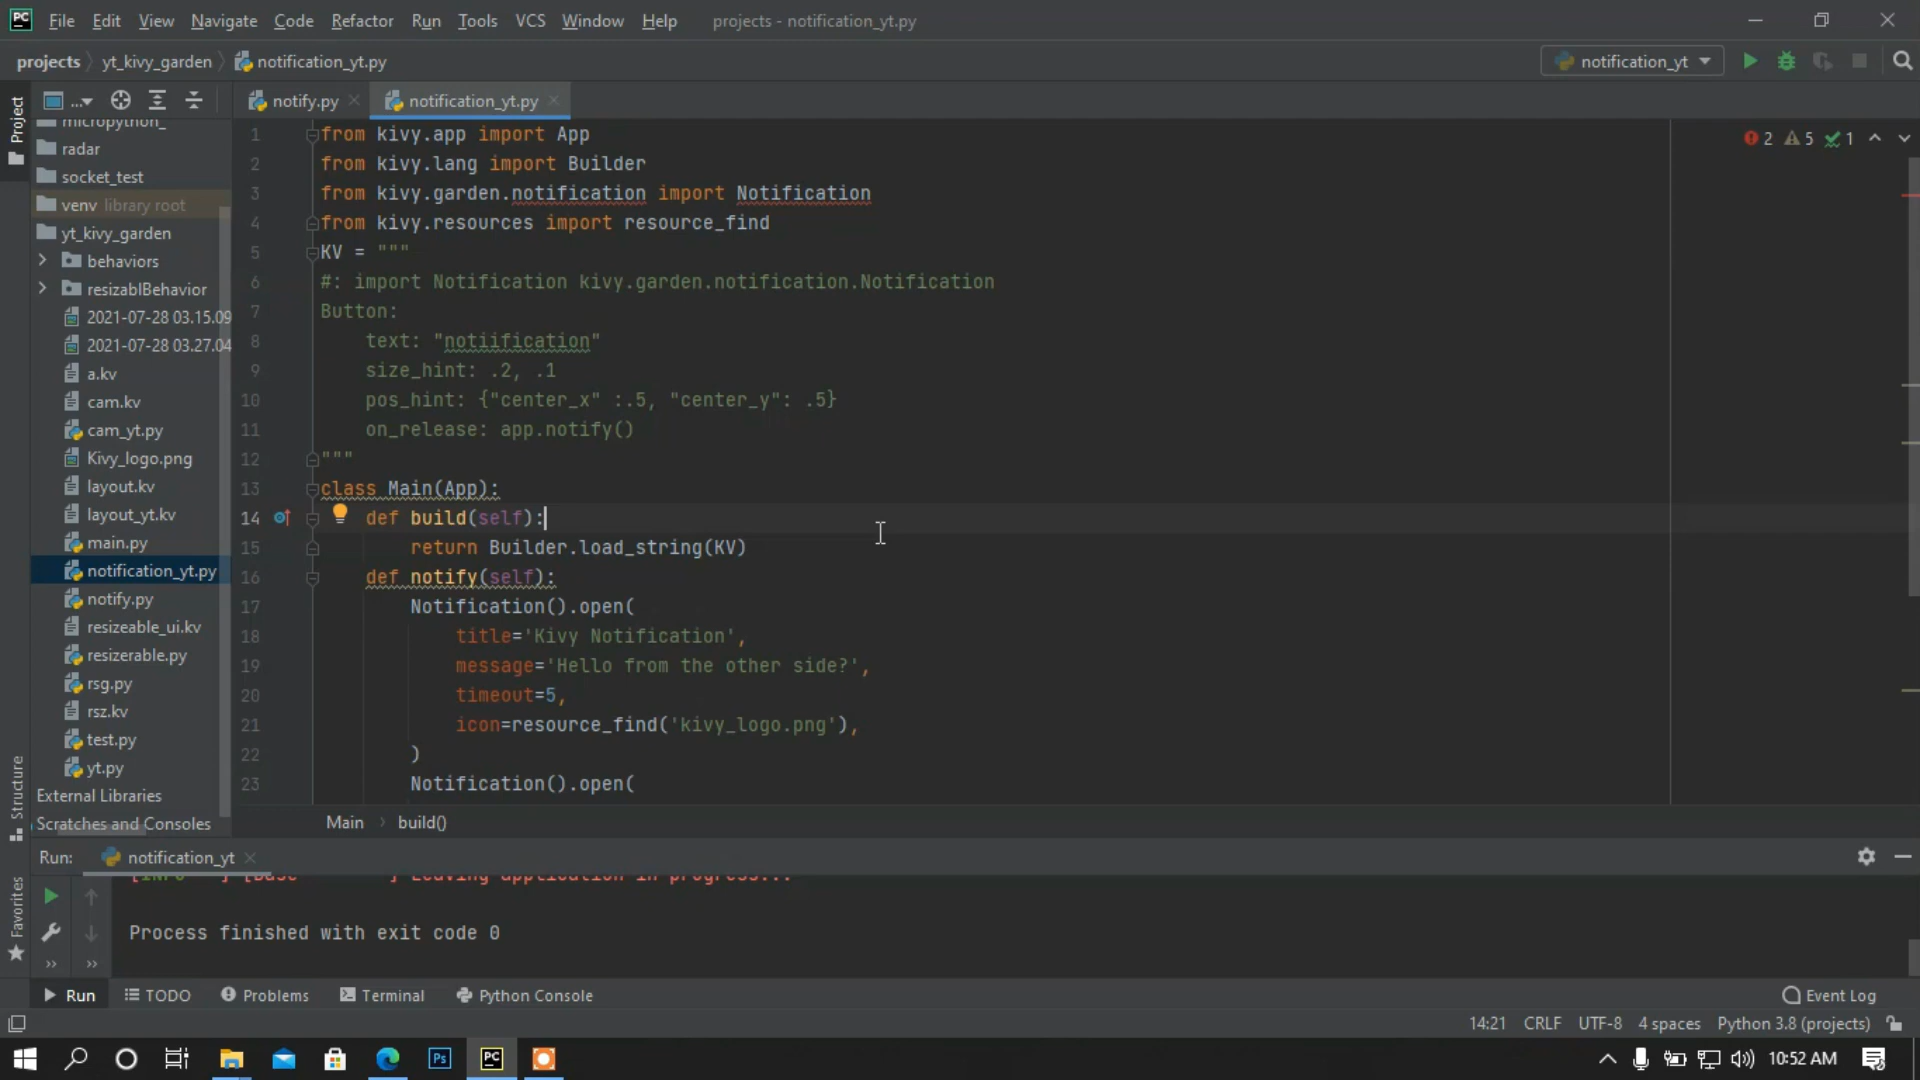 PC File Edit View Navigate Code Refactor Run Tools VCS Window Help projects - notification_yt.py
projects yt_kivy_garden notification_yt.py notification_yt
Project ... notify.py notification_yt.py
micropython_
radar
socket_test
venv library root
yt_kivy_garden
behaviors
resizablBehavior
2021-07-28 03.15.09
2021-07-28 03.27.04
a.kv
cam.kv
cam_yt.py
Kivy_logo.png
layout.kv
layout_yt.kv
main.py
notification_yt.py
notify.py
resizeable_ui.kv
resizerable.py
rsg.py
rsz.kv
test.py
yt.py
External Libraries
Scratches and Consoles
2 5 1
1 from kivy.app import App
2 from kivy.lang import Builder
3 from kivy.garden.notification import Notification
4 from kivy.resources import resource_find
5 KV = """
6 #: import Notification kivy.garden.notification.Notification
7 Button:
8 text: "notiification"
9 size_hint: .2, .1
10 pos_hint: {"center_x" :.5, "center_y": .5}
11 on_release: app.notify()
12 """
13 class Main(App):
14 def build(self):
15 return Builder.load_string(KV)
16 def notify(self):
17 Notification().open(
18 title='Kivy Notification',
19 message='Hello from the other side?',
20 timeout=5,
21 icon=resource_find('kivy_logo.png'),
22 )
23 Notification().open(
Main build()
Structure
Favorites
Run: notification_yt
[INFO ] [Base ] Leaving application in progress...
Process finished with exit code 0
Run TODO Problems Terminal Python Console Event Log
14:21 CRLF UTF-8 4 spaces Python 3.8 (projects)
Ps PC 10:52 AM